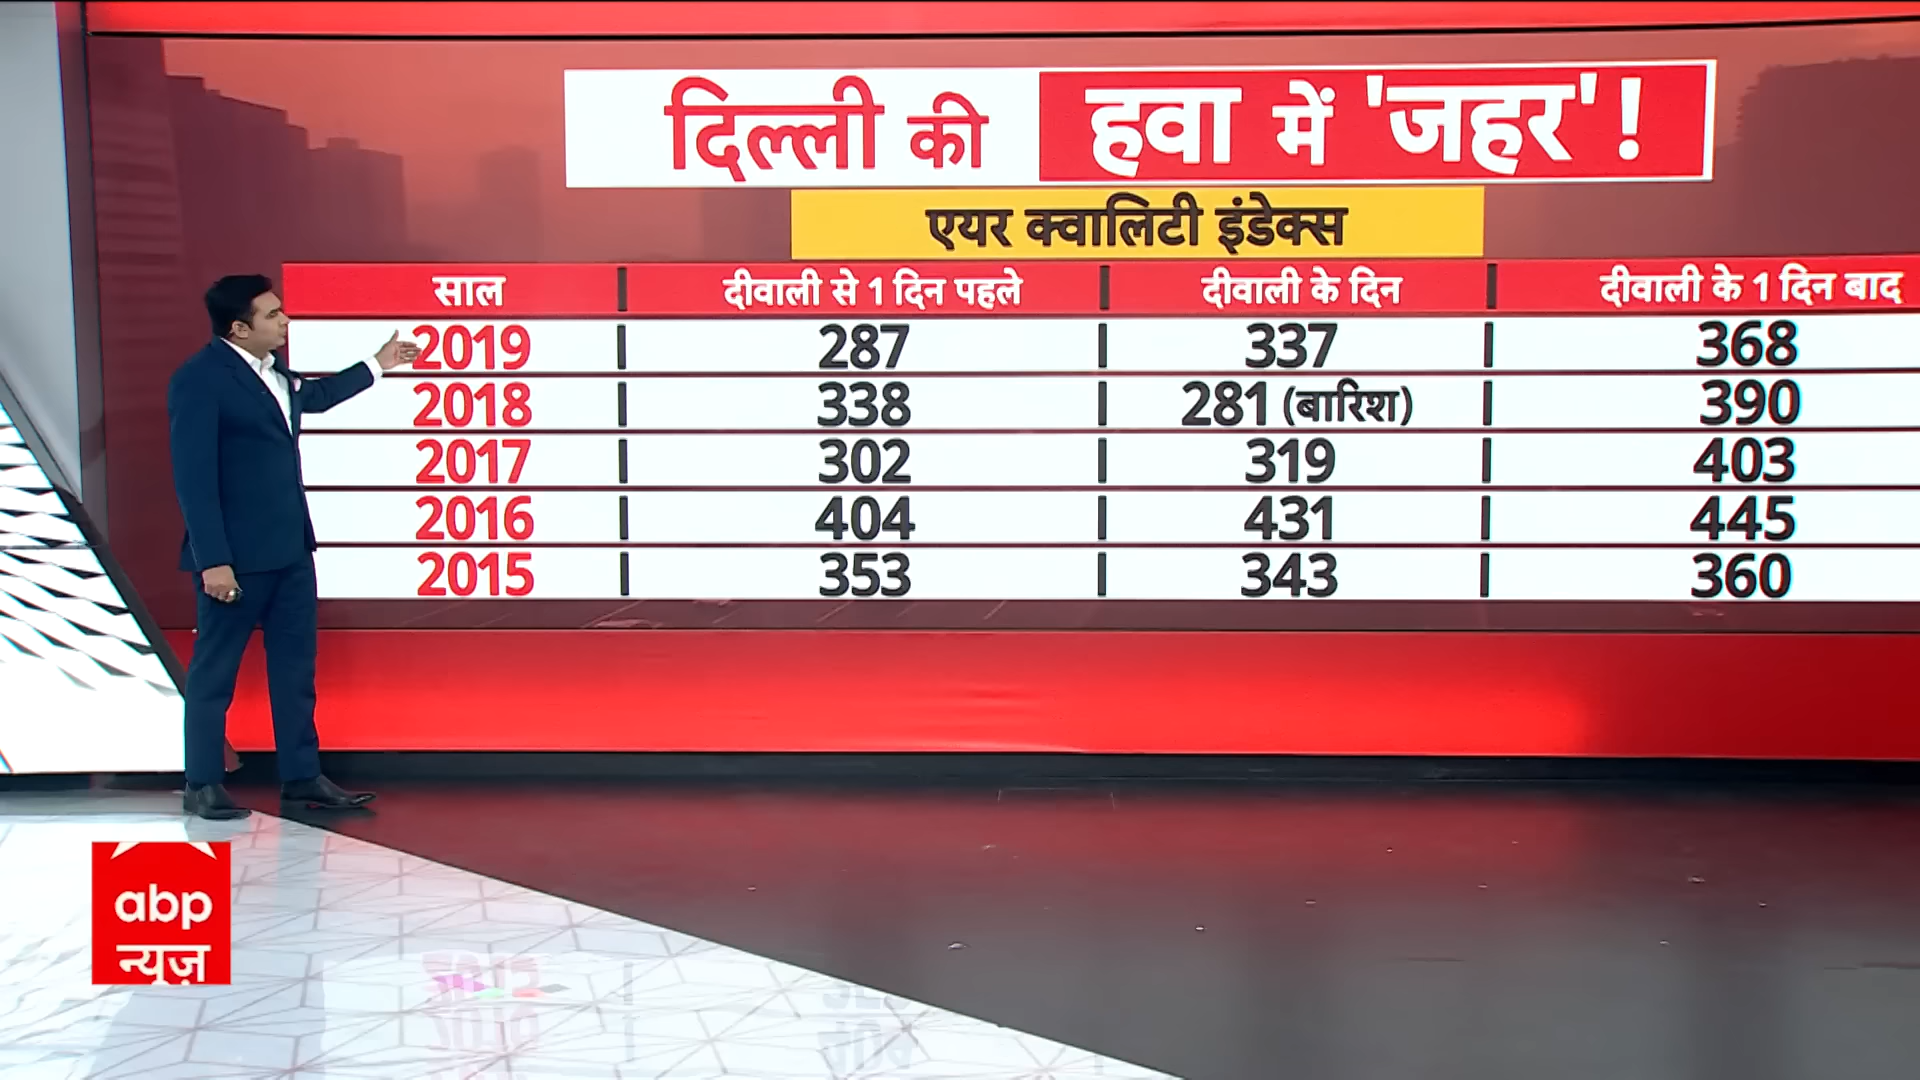 दिल्ली की हवा में 'जहर'!
एयर क्वालिटी इंडेक्स
साल | दीवाली से 1 दिन पहले | दीवाली के दिन | दीवाली के 1 दिन बाद
2019 | 287 | 337 | 368
2018 | 338 | 281 (बारिश) | 390
2017 | 302 | 319 | 403
2016 | 404 | 431 | 445
2015 | 353 | 343 | 360
abp
न्यूज़